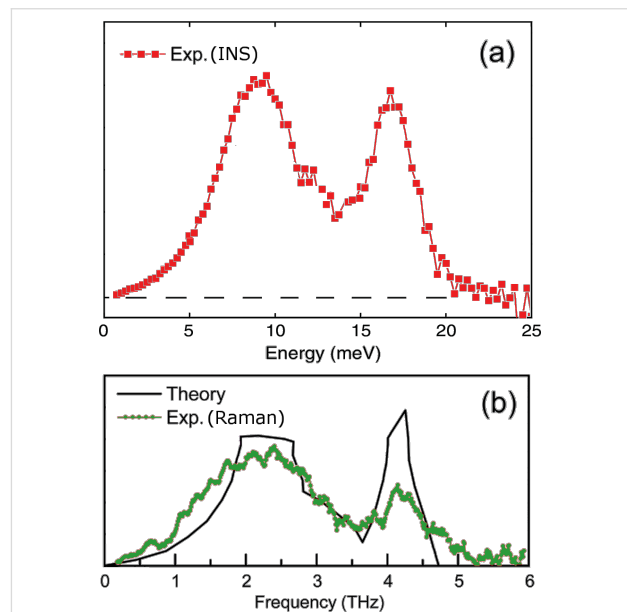 (a)
Exp. (INS)
0 5 10 15 20 25
Energy (meV)
(b)
Theory
Exp. (Raman)
0 1 2 3 4 5 6
Frequency (THz)